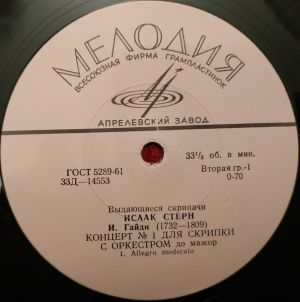 МЕЛОДИЯ
ВСЕСОЮЗНАЯ ФИРМА ГРАМПЛАСТИНОК
АПРЕЛЕВСКИЙ ЗАВОД
ГОСТ 5289-61
33Д-14553
33⅓ об. в мин.
Вторая гр.-1
0-70
Выдающиеся скрипачи
ИСААК СТЕРН
И. Гайдн (1732—1809)
КОНЦЕРТ № 1 ДЛЯ СКРИПКИ
С ОРКЕСТРОМ до мажор
1. Allegro moderato